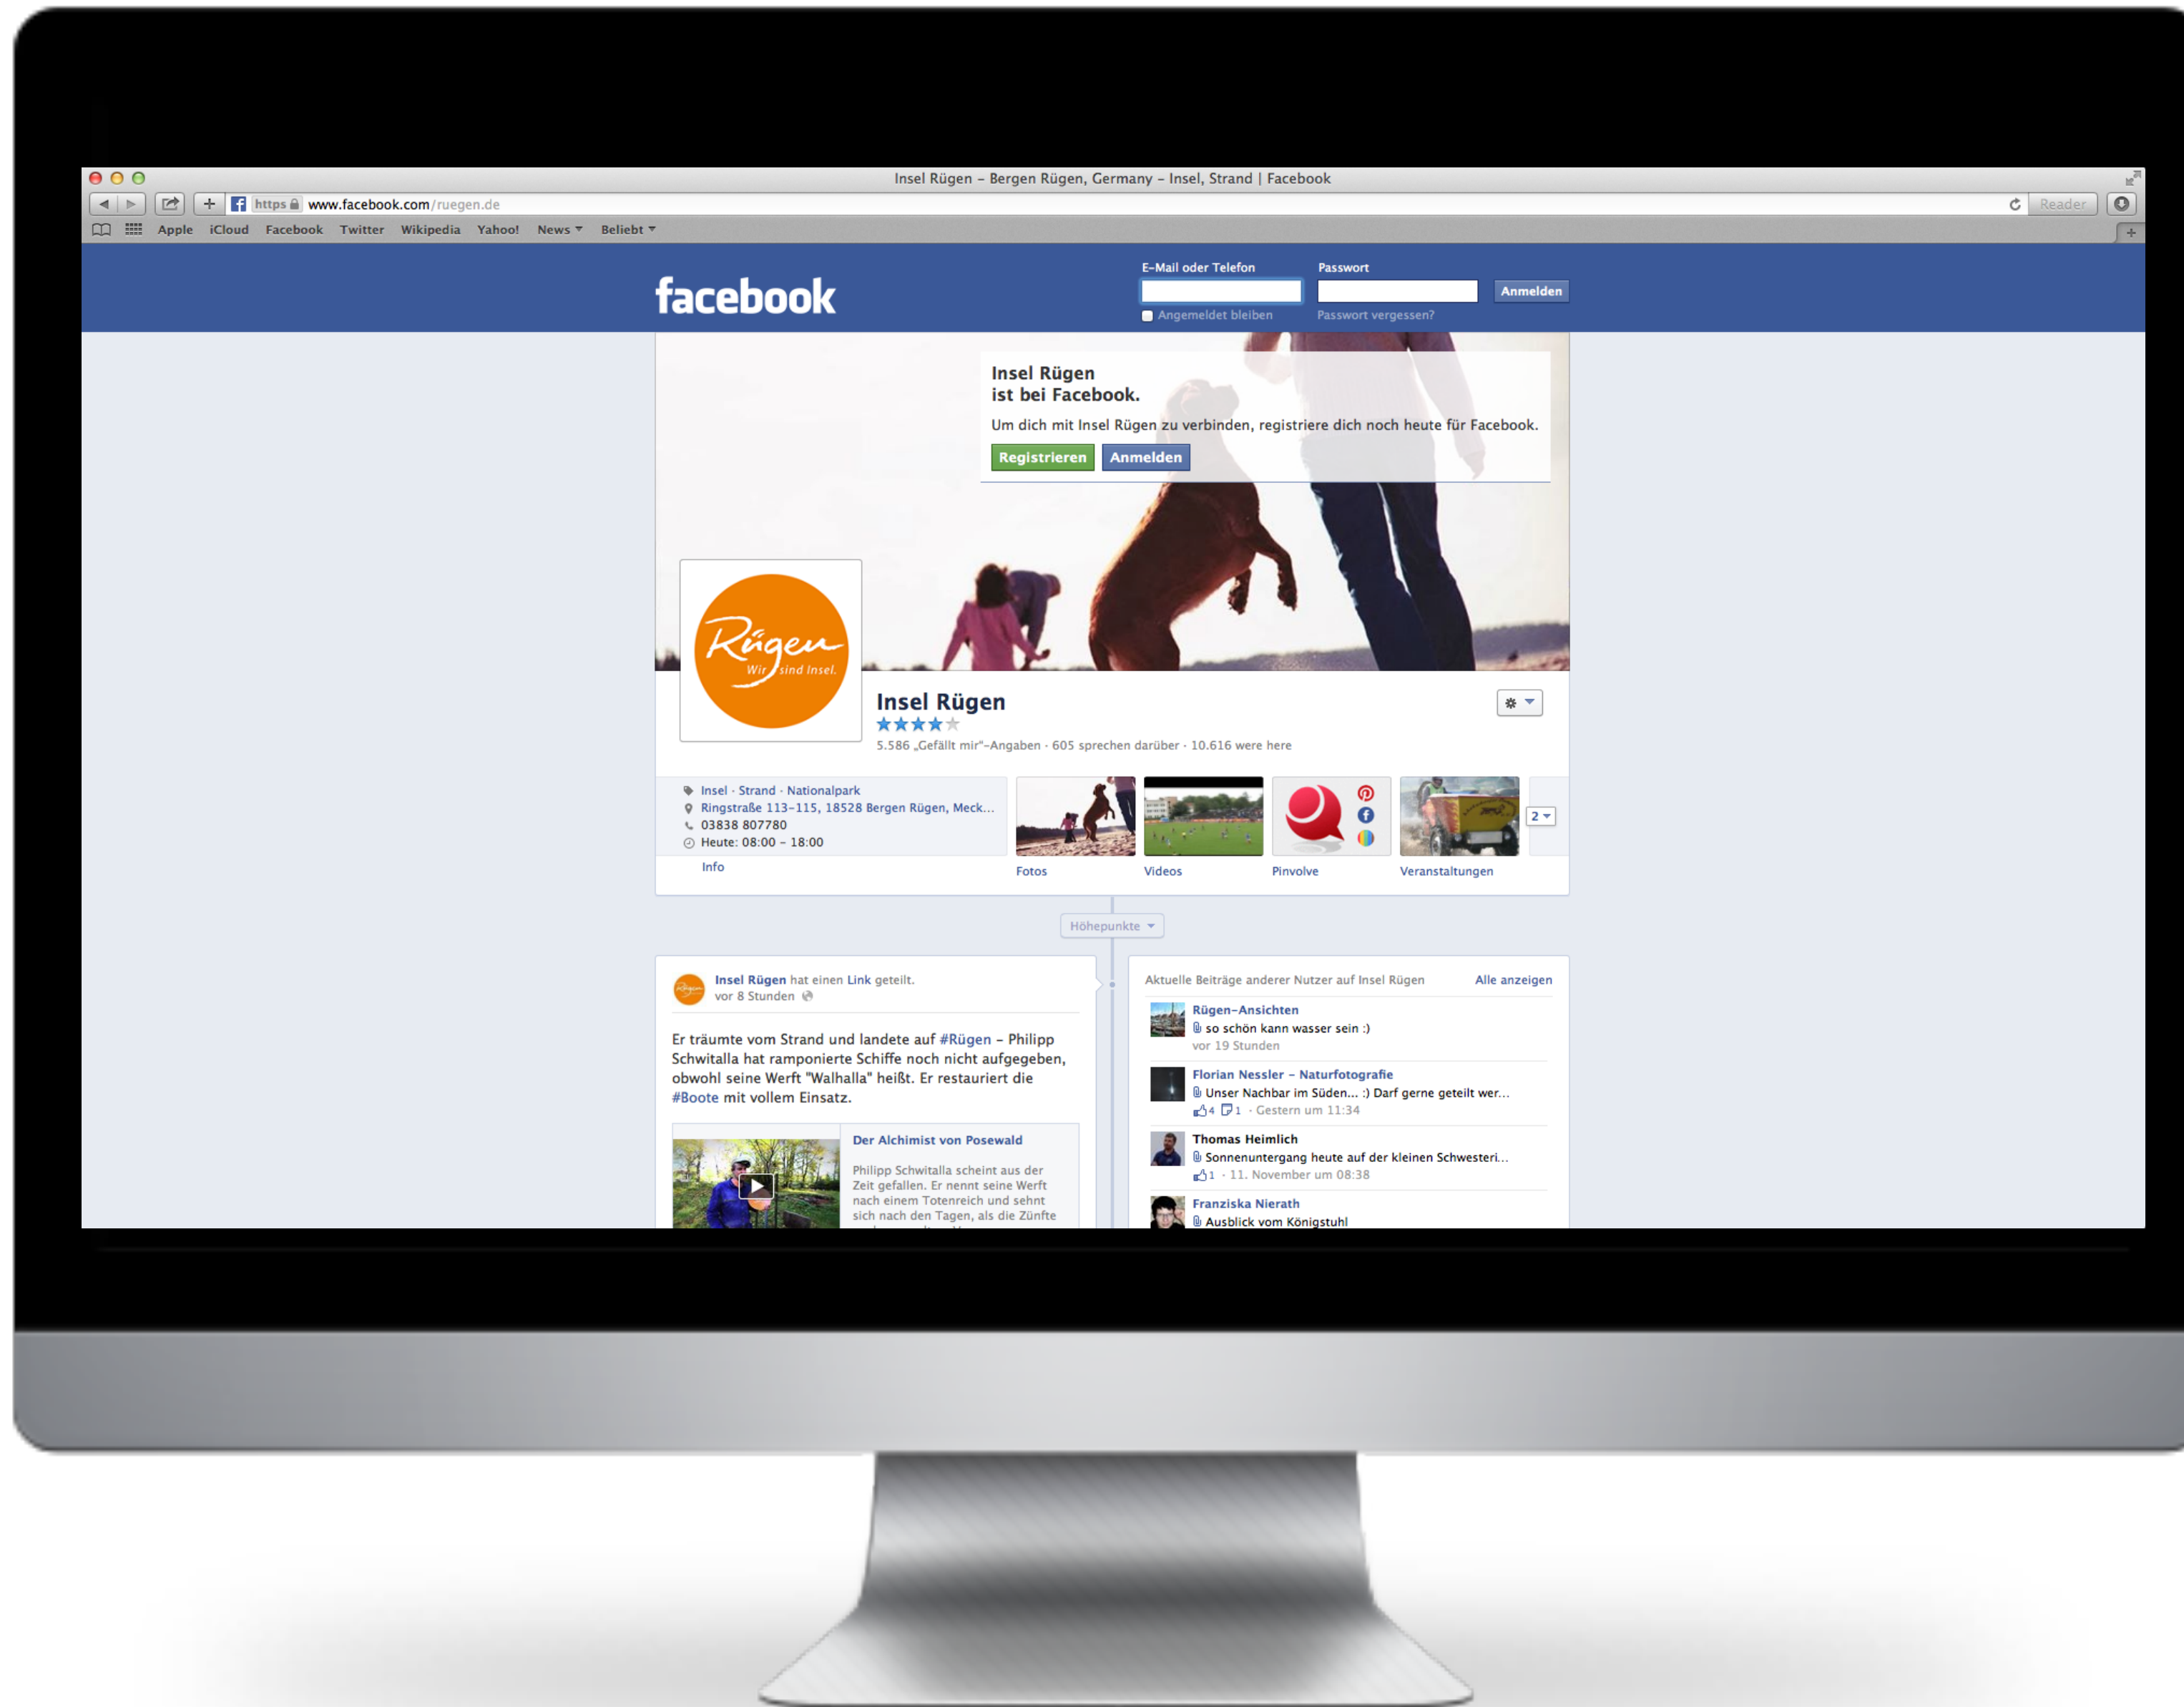 Insel Rügen – Bergen Rügen, Germany – Insel, Strand | Facebook
https www.facebook.com/ruegen.de
Reader
Apple iCloud Facebook Twitter Wikipedia Yahoo! News Beliebt
facebook
E-Mail oder Telefon
Passwort
Anmelden
Angemeldet bleiben
Passwort vergessen?
Insel Rügen
ist bei Facebook.
Um dich mit Insel Rügen zu verbinden, registriere dich noch heute für Facebook.
Registrieren Anmelden
Rügen
Wir sind Insel.
Insel Rügen
5.586 „Gefällt mir“-Angaben · 605 sprechen darüber · 10.616 were here
Insel · Strand · Nationalpark
Ringstraße 113–115, 18528 Bergen Rügen, Meck...
03838 807780
Heute: 08:00 – 18:00
Info
Fotos
Videos
Pinvolve
Veranstaltungen
2
Höhepunkte
Insel Rügen hat einen Link geteilt.
vor 8 Stunden
Er träumte vom Strand und landete auf #Rügen – Philipp
Schwitalla hat ramponierte Schiffe noch nicht aufgegeben,
obwohl seine Werft "Walhalla" heißt. Er restauriert die
#Boote mit vollem Einsatz.
Der Alchimist von Posewald
Philipp Schwitalla scheint aus der
Zeit gefallen. Er nennt seine Werft
nach einem Totenreich und sehnt
sich nach den Tagen, als die Zünfte
Aktuelle Beiträge anderer Nutzer auf Insel Rügen
Alle anzeigen
Rügen-Ansichten
so schön kann wasser sein :)
vor 19 Stunden
Florian Nessler – Naturfotografie
Unser Nachbar im Süden... :) Darf gerne geteilt wer...
4 1 · Gestern um 11:34
Thomas Heimlich
Sonnenuntergang heute auf der kleinen Schwesteri...
1 · 11. November um 08:38
Franziska Nierath
Ausblick vom Königstuhl